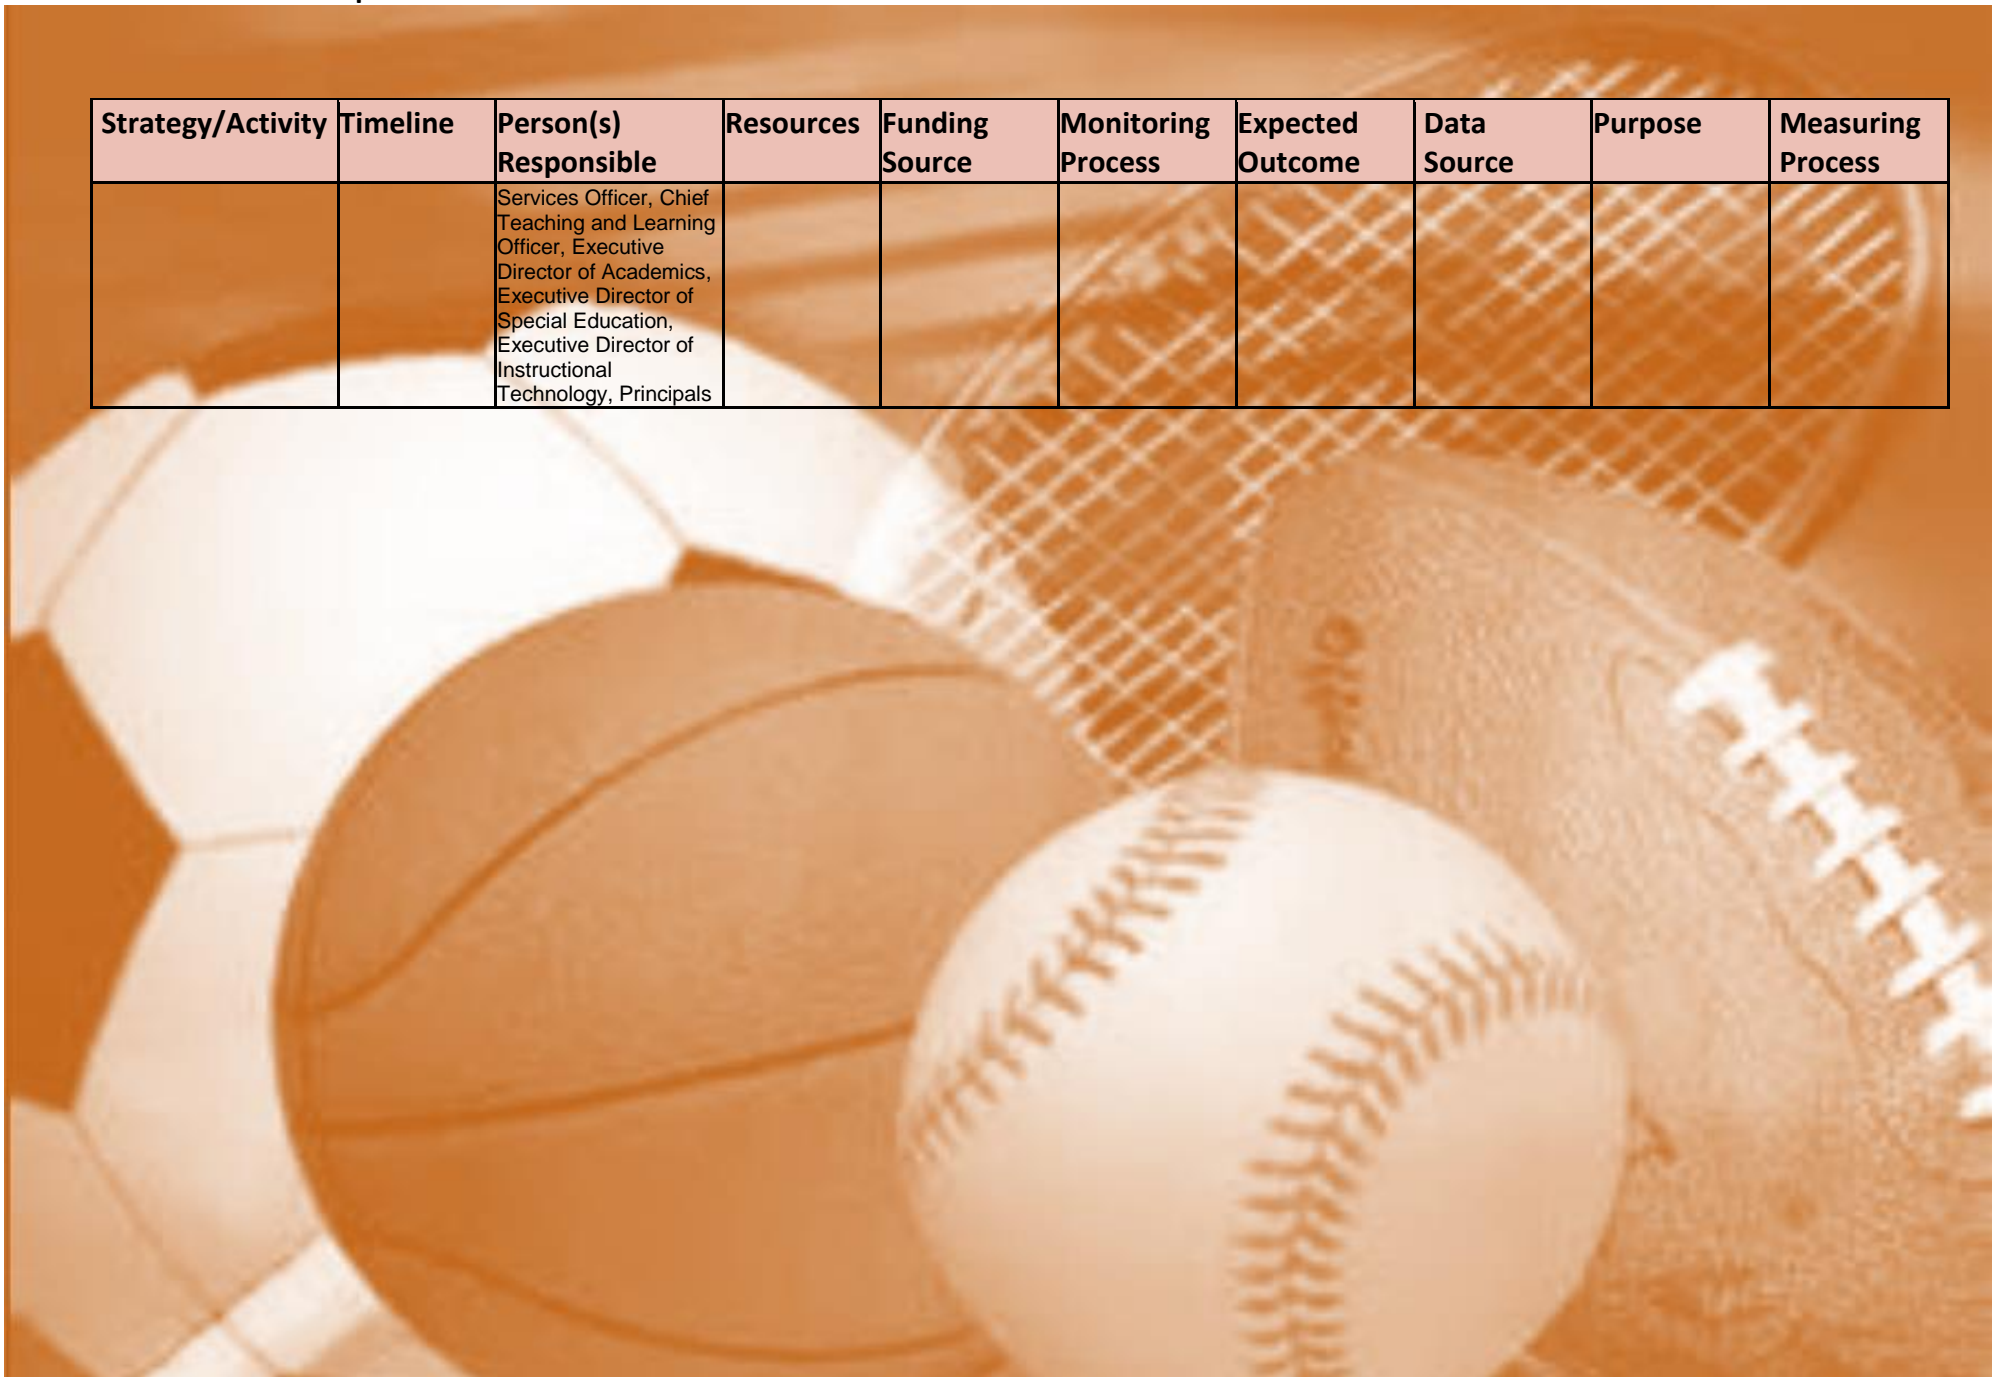 Strategy/Activity Timeline Person(s) Resources Funding Monitoring Expected Data Purpose Measuring
Responsible Source Process Outcome Source Process
Services Officer, Chief
Teaching and Learning
Officer, Executive
Director of Academics,
Executive Director of
Special Education,
Executive Director of
Instructional
Technology, Principals